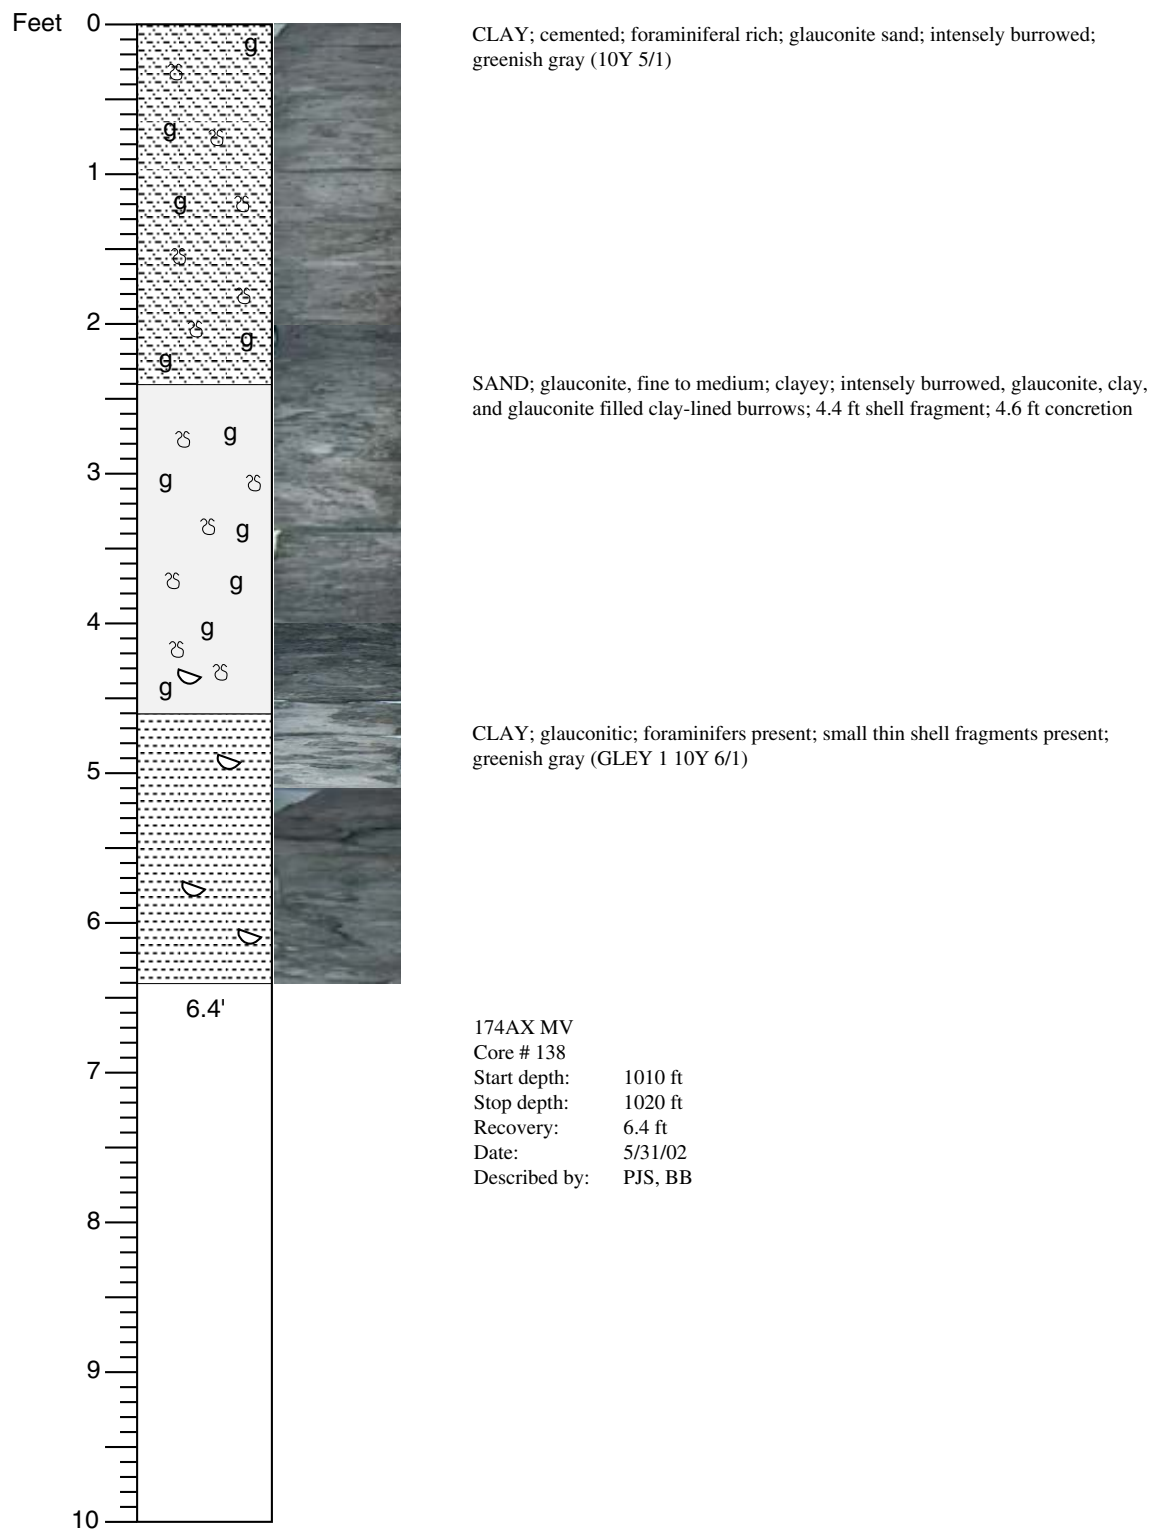 Feet 0
CLAY; cemented; foraminiferal rich; glauconite sand; intensely burrowed;
greenish gray (10Y 5/1)
g
g
1
g
2
g
g
SAND; glauconite, fine to medium; clayey; intensely burrowed, glauconite, clay,
and glauconite filled clay-lined burrows; 4.4 ft shell fragment; 4.6 ft concretion
g
3
g
g
g
4
g
g
CLAY; glauconitic; foraminifers present; small thin shell fragments present;
greenish gray (GLEY 1 10Y 6/1)
5
6
6.4'
174AX MV
Core # 138
7
Start depth: 1010 ft
Stop depth: 1020 ft
Recovery: 6.4 ft
Date: 5/31/02
Described by: PJS, BB
8
9
10